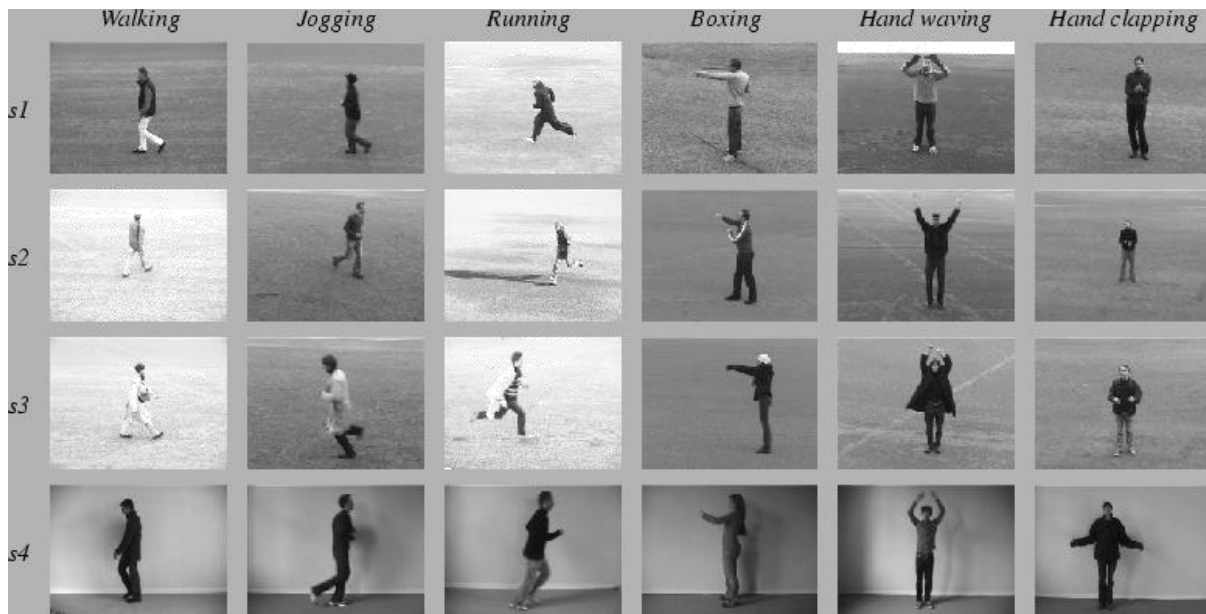 Walking Jogging Running Boxing Hand waving Hand clapping
s1
s2
s3
s4